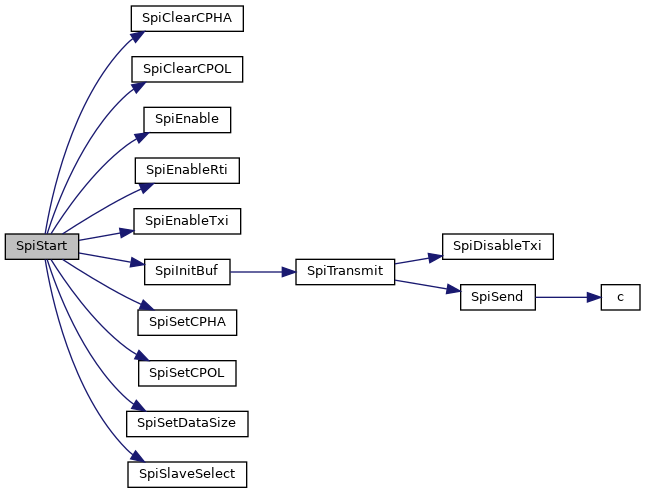 SpiClearCPHA
SpiClearCPOL
SpiEnable
SpiEnableRti
SpiEnableTxi
SpiStart
SpiInitBuf
SpiTransmit
SpiDisableTxi
SpiSend
c
SpiSetCPHA
SpiSetCPOL
SpiSetDataSize
SpiSlaveSelect